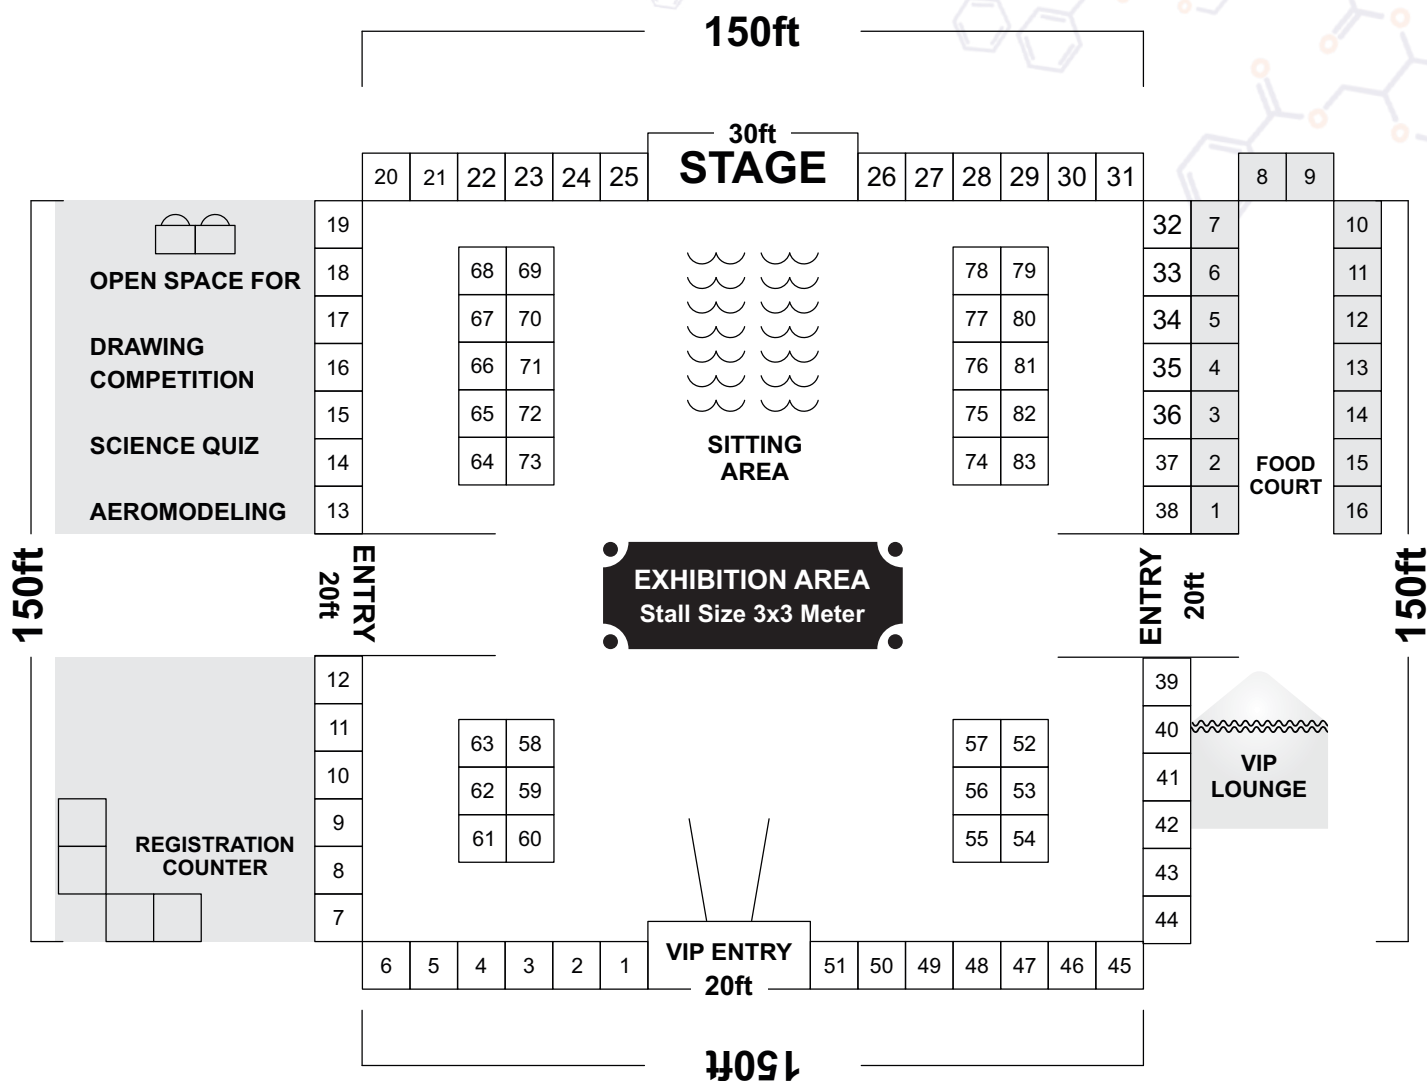 150ft
30ft
STAGE
20 21 22 23 24 25
26 27 28 29 30 31
8 9
19
32 7
10
OPEN SPACE FOR
18
68 69
78 79
33 6
11
17
67 70
77 80
34 5
12
DRAWING
COMPETITION
16
66 71
76 81
35 4
13
15
65 72
75 82
36 3
14
SCIENCE QUIZ
14
64 73
SITTING
AREA
74 83
37 2
FOOD
COURT
15
AEROMODELING
13
38 1
16
150ft
20ft
ENTRY
EXHIBITION AREA
Stall Size 3x3 Meter
ENTRY
20ft
150ft
12
39
11
63 58
57 52
40
10
62 59
56 53
41
VIP
LOUNGE
9
61 60
55 54
42
REGISTRATION
COUNTER
8
43
7
44
6 5 4 3 2 1
VIP ENTRY
20ft
51 50 49 48 47 46 45
150ft